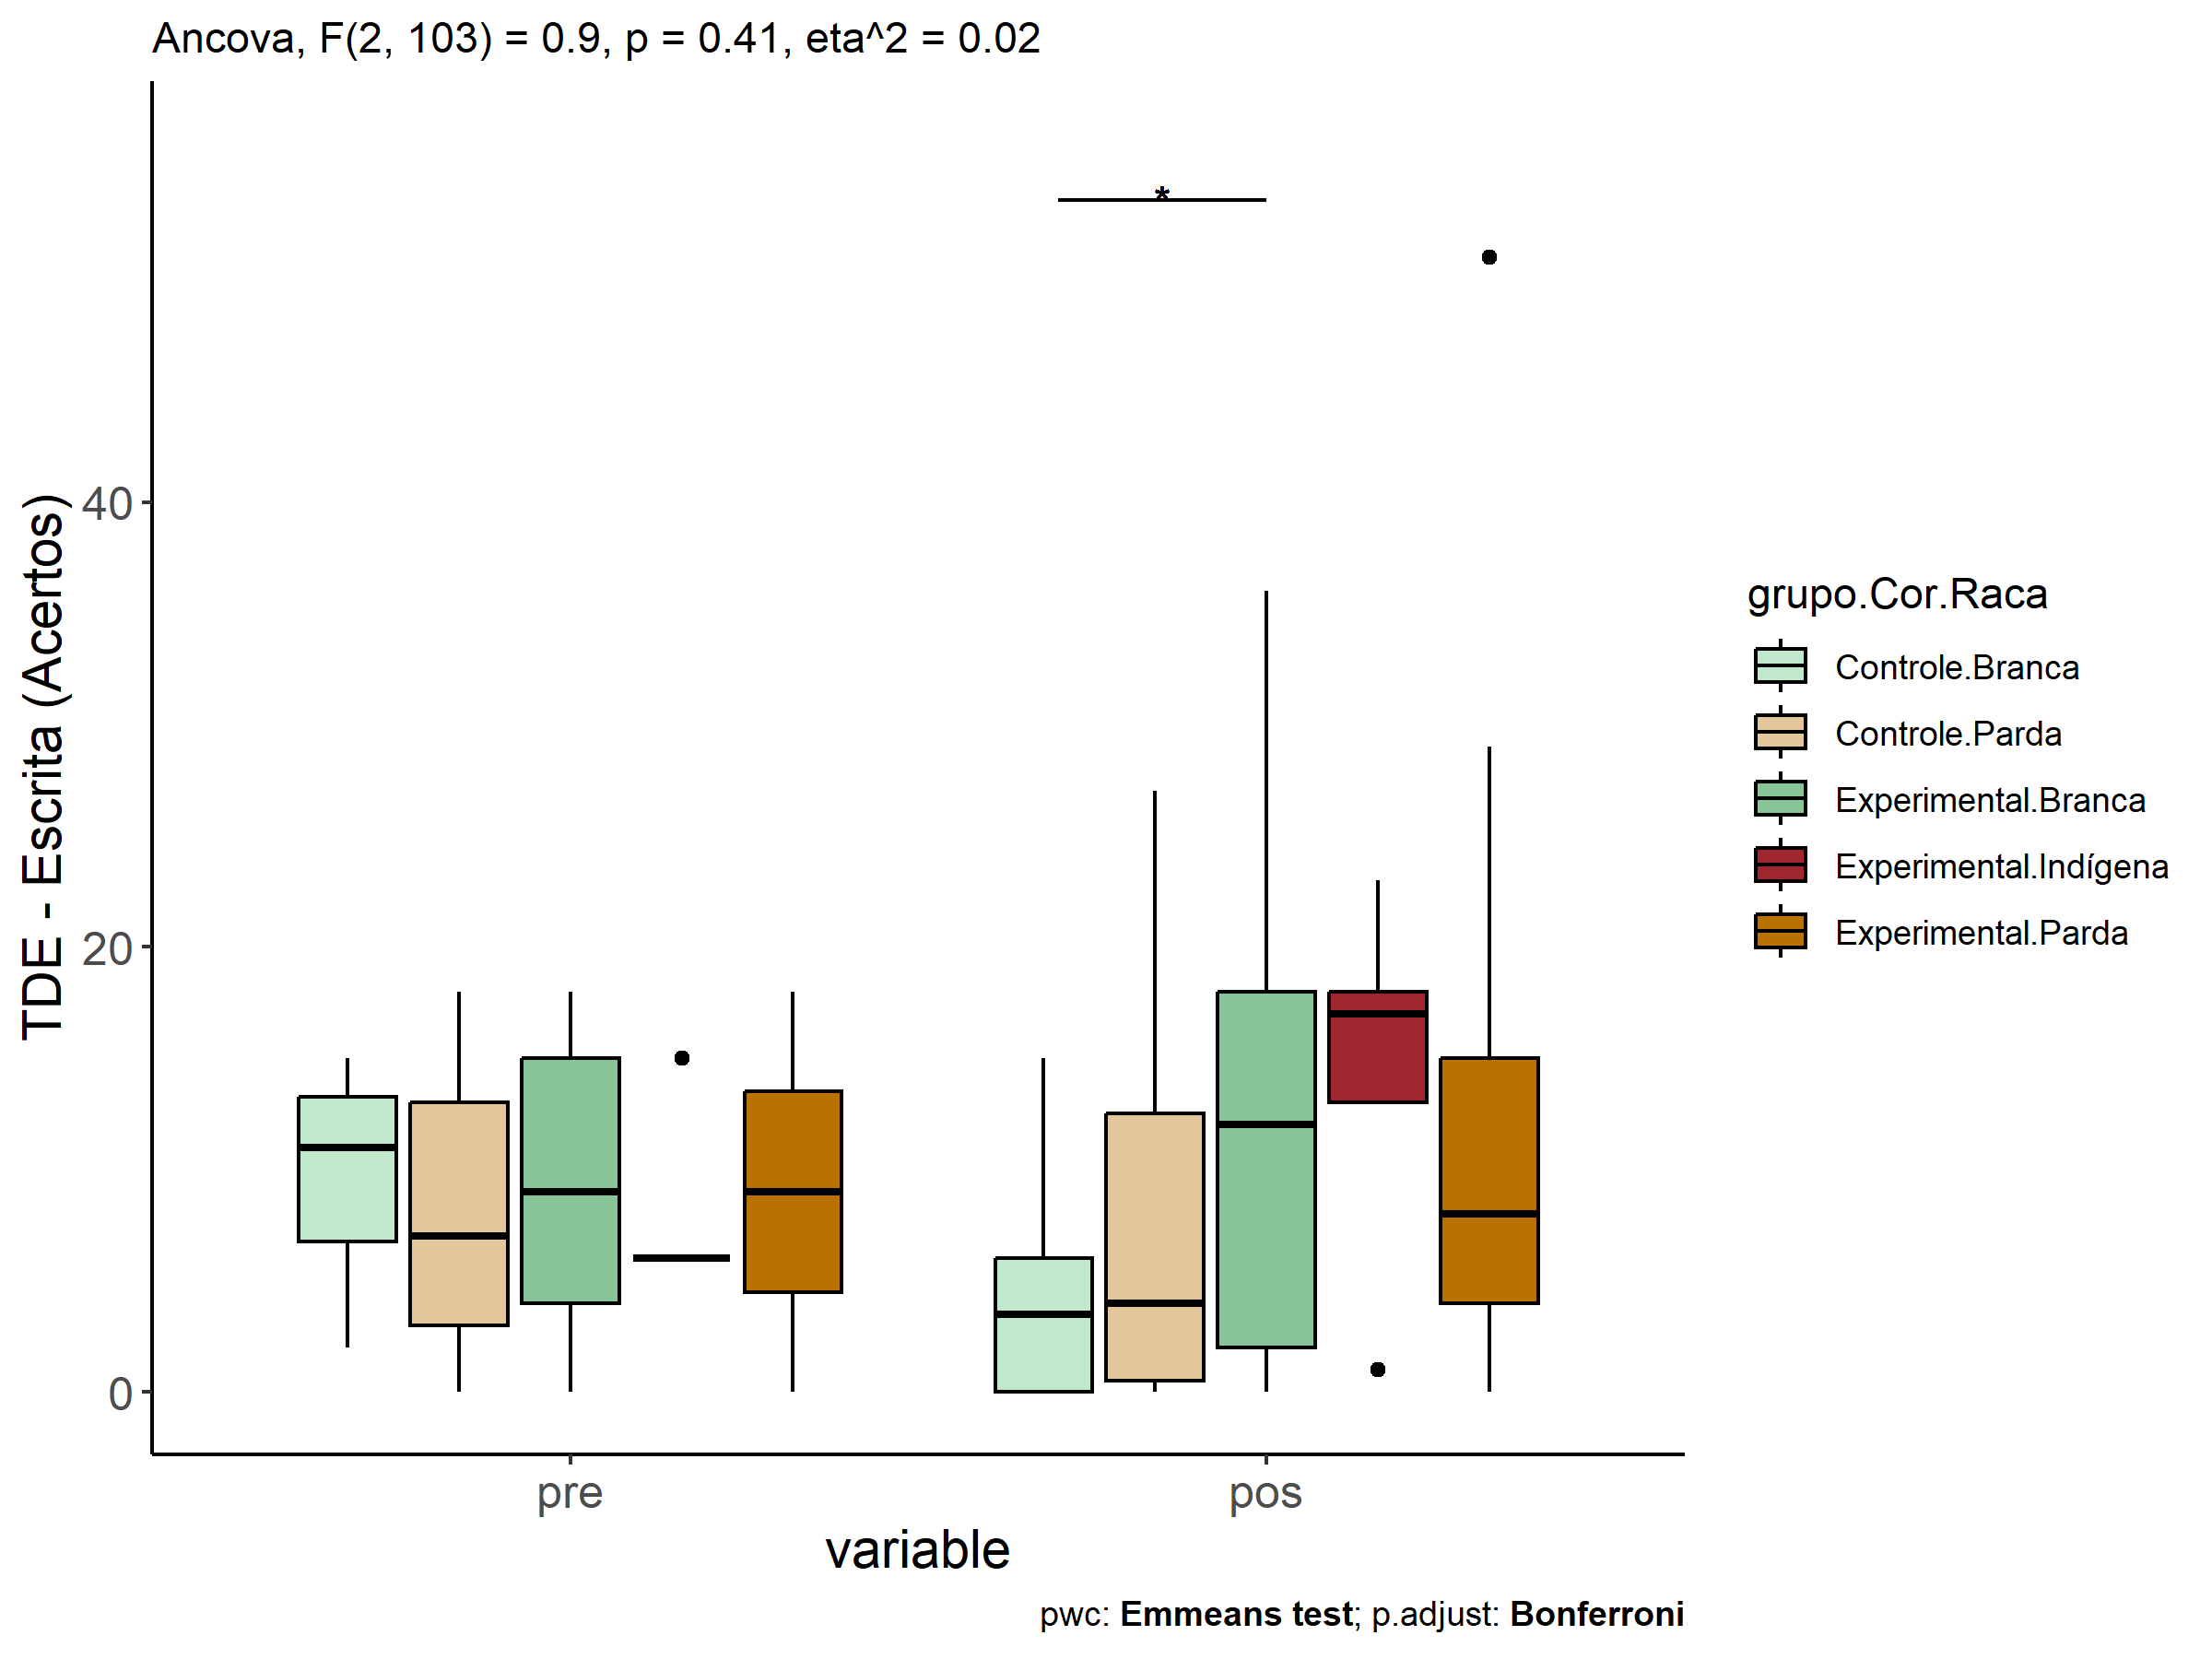 Ancova, F(2, 103) = 0.9, p = 0.41, eta^2 = 0.02
*
TDE - Escrita (Acertos)
40
20
0
pre
pos
variable
grupo.Cor.Raca
Controle.Branca
Controle.Parda
Experimental.Branca
Experimental.Indígena
Experimental.Parda
pwc: Emmeans test; p.adjust: Bonferroni